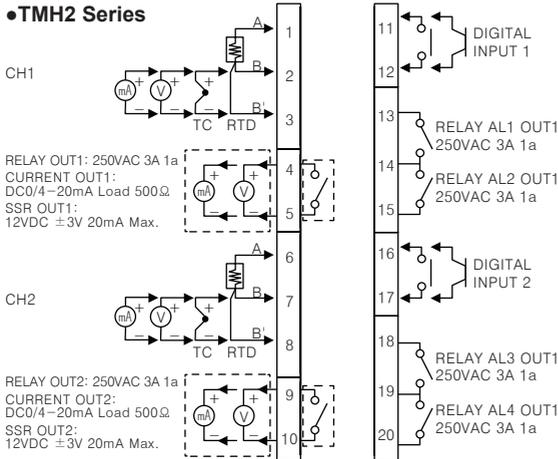 ●TMH2 Series
CH1
mA
+
−
V
+
−
TC
RTD
A
B
B'
1
2
3
RELAY OUT1: 250VAC 3A 1a
CURRENT OUT1:
DC0/4−20mA Load 500Ω
SSR OUT1:
12VDC ±3V 20mA Max.
mA
+
−
V
+
−
4
5
CH2
mA
+
−
V
+
−
TC
RTD
A
B
B'
6
7
8
RELAY OUT2: 250VAC 3A 1a
CURRENT OUT2:
DC0/4−20mA Load 500Ω
SSR OUT2:
12VDC ±3V 20mA Max.
mA
+
−
V
+
−
9
10
11
12
DIGITAL
INPUT 1
13
14
15
RELAY AL1 OUT1
250VAC 3A 1a
RELAY AL2 OUT1
250VAC 3A 1a
16
17
DIGITAL
INPUT 2
18
19
20
RELAY AL3 OUT1
250VAC 3A 1a
RELAY AL4 OUT1
250VAC 3A 1a